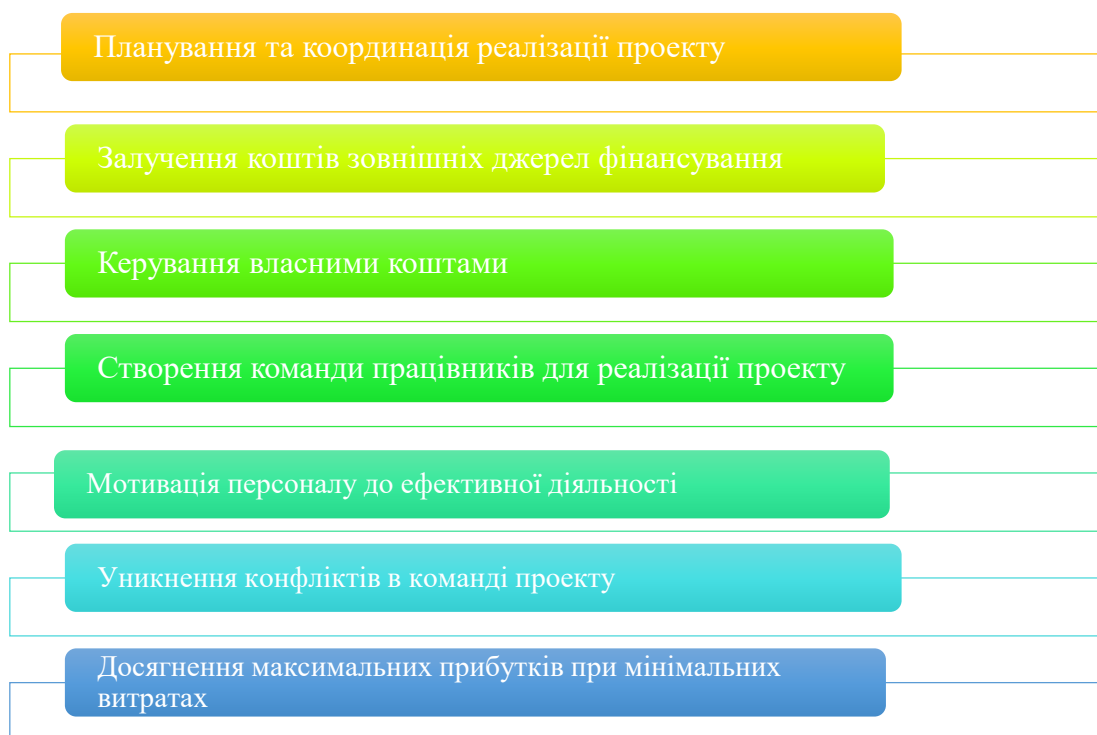 Планування та координація реалізації проекту
Залучення коштів зовнішніх джерел фінансування
Керування власними коштами
Створення команди працівників для реалізації проекту
Мотивація персоналу до ефективної діяльності
Уникнення конфліктів в команді проекту
Досягнення максимальних прибутків при мінімальних
витратах